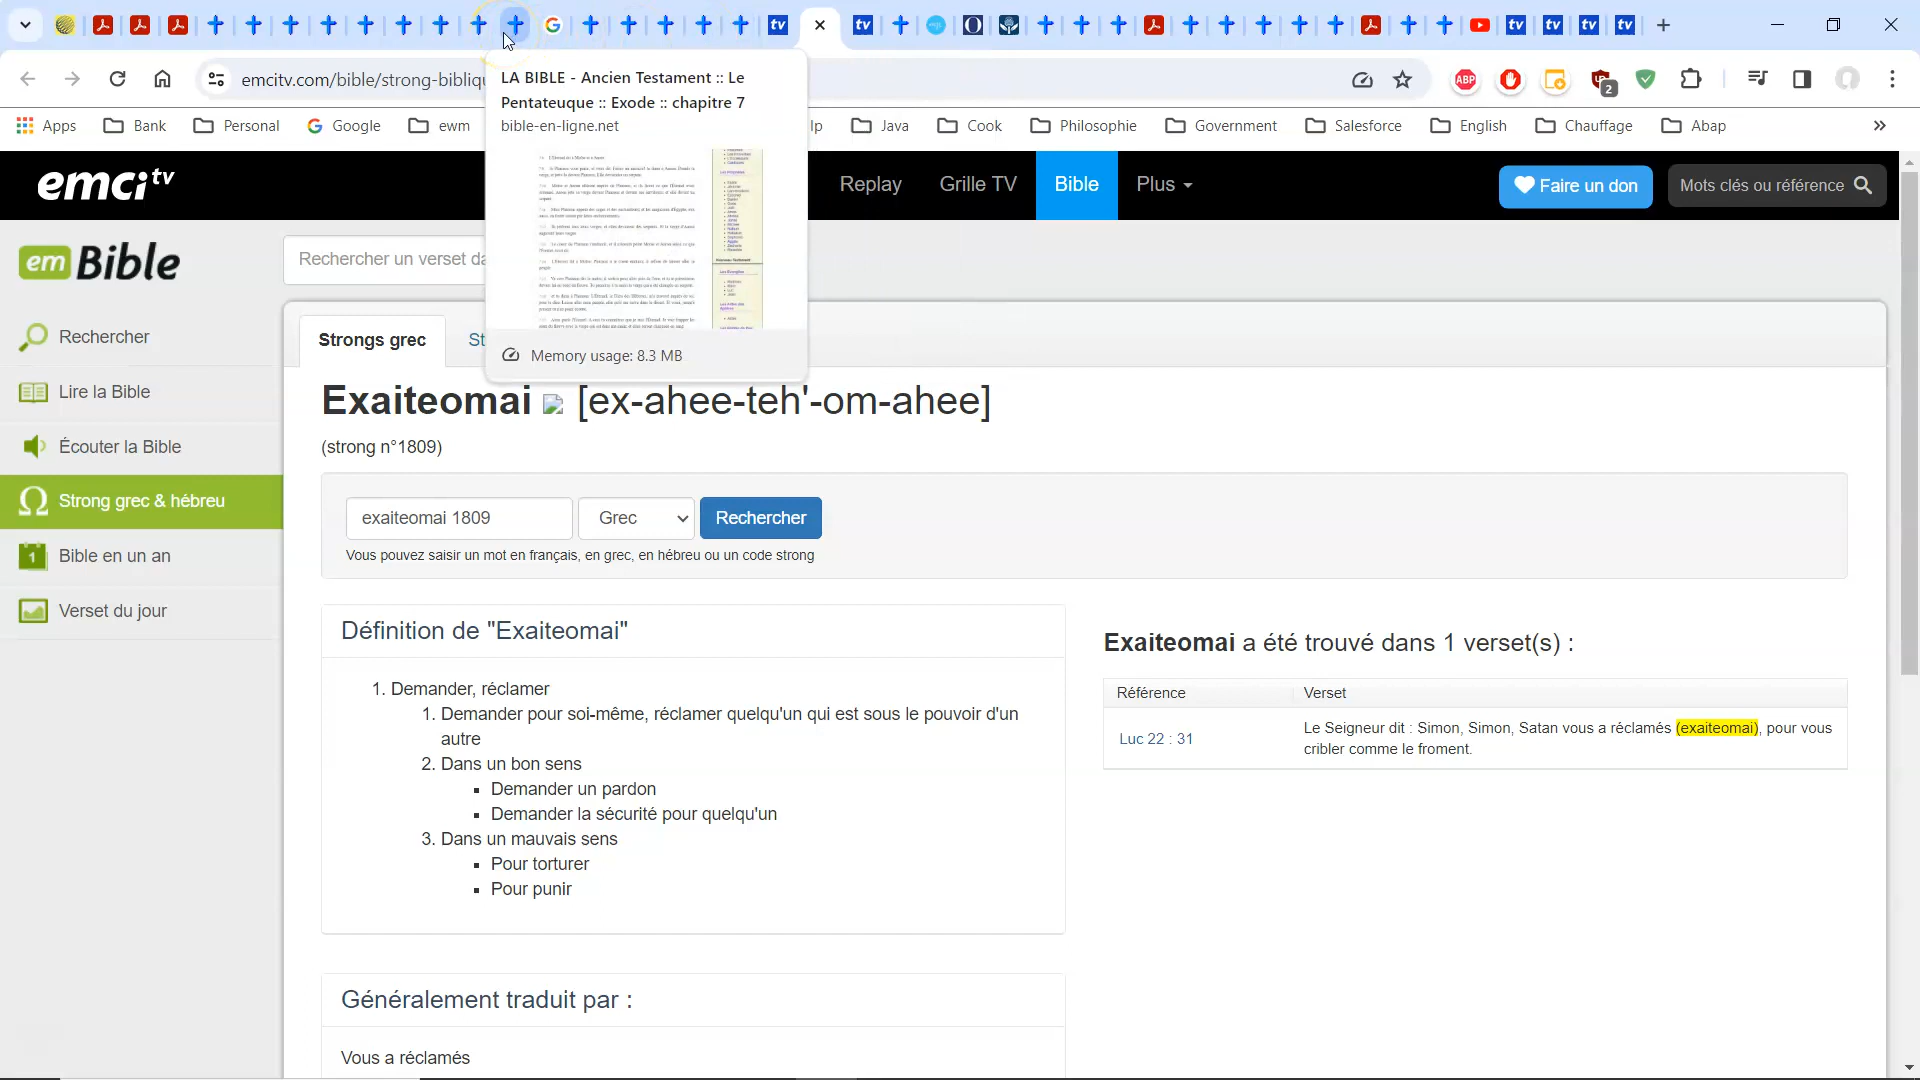 emcitv.com/bible/strong-bibliqu
LA BIBLE - Ancien Testament :: Le
Pentateuque :: Exode :: chapitre 7
bible-en-ligne.net
Memory usage: 8.3 MB
ABP
2
Apps Bank Personal Google ewm lp Java Cook Philosophie Government Salesforce English Chauffage Abap »
emci tv Replay Grille TV Bible Plus Faire un don Mots clés ou référence
em Bible
Rechercher un verset da
Rechercher
Lire la Bible
Écouter la Bible
Strong grec & hébreu
1 Bible en un an
Verset du jour
Strongs grec St
Exaiteomai [ex-ahee-teh'-om-ahee]
(strong n°1809)
exaiteomai 1809 Grec Rechercher
Vous pouvez saisir un mot en français, en grec, en hébreu ou un code strong
Définition de "Exaiteomai"
1. Demander, réclamer
1. Demander pour soi-même, réclamer quelqu'un qui est sous le pouvoir d'un
autre
2. Dans un bon sens
▪ Demander un pardon
▪ Demander la sécurité pour quelqu'un
3. Dans un mauvais sens
▪ Pour torturer
▪ Pour punir
Généralement traduit par :
Vous a réclamés
Exaiteomai a été trouvé dans 1 verset(s) :
Référence Verset
Luc 22 : 31
Le Seigneur dit : Simon, Simon, Satan vous a réclamés (exaiteomai), pour vous
cribler comme le froment.